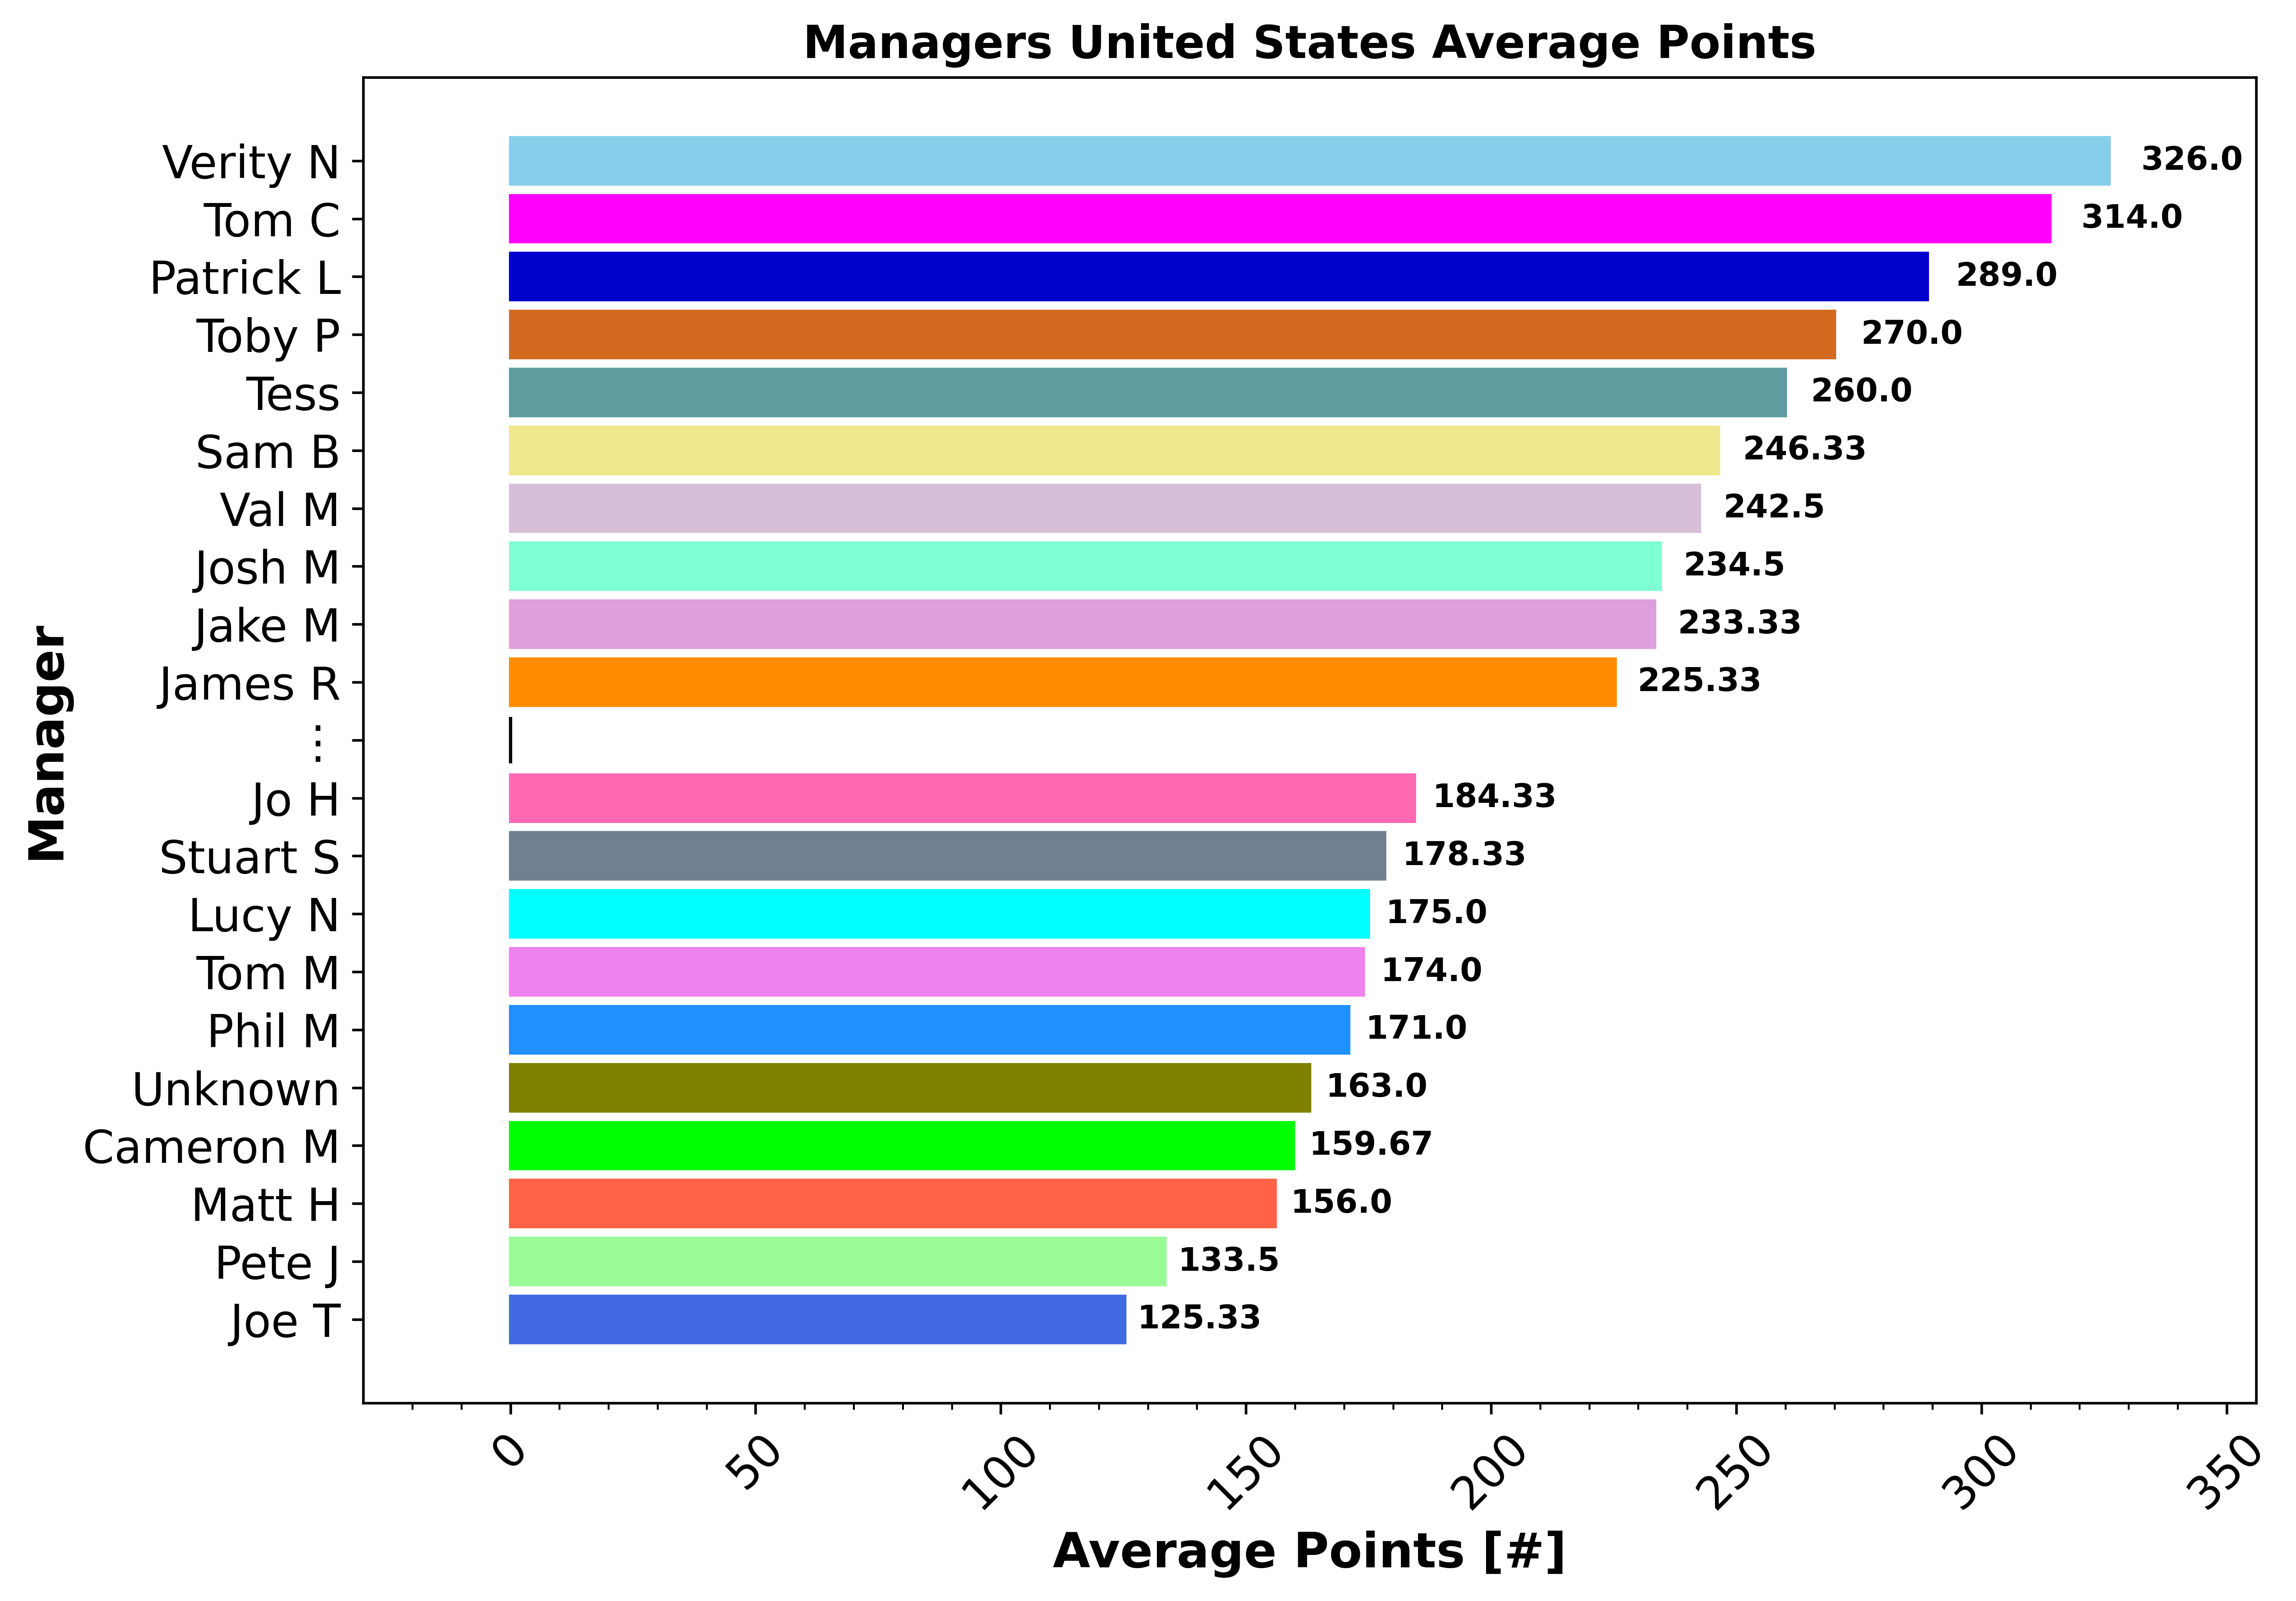 Managers United States Average Points
Manager
Verity N 326.0
Tom C 314.0
Patrick L 289.0
Toby P 270.0
Tess 260.0
Sam B 246.33
Val M 242.5
Josh M 234.5
Jake M 233.33
James R 225.33
⋮
Jo H 184.33
Stuart S 178.33
Lucy N 175.0
Tom M 174.0
Phil M 171.0
Unknown 163.0
Cameron M 159.67
Matt H 156.0
Pete J 133.5
Joe T 125.33
0 50 100 150 200 250 300 350
Average Points [#]